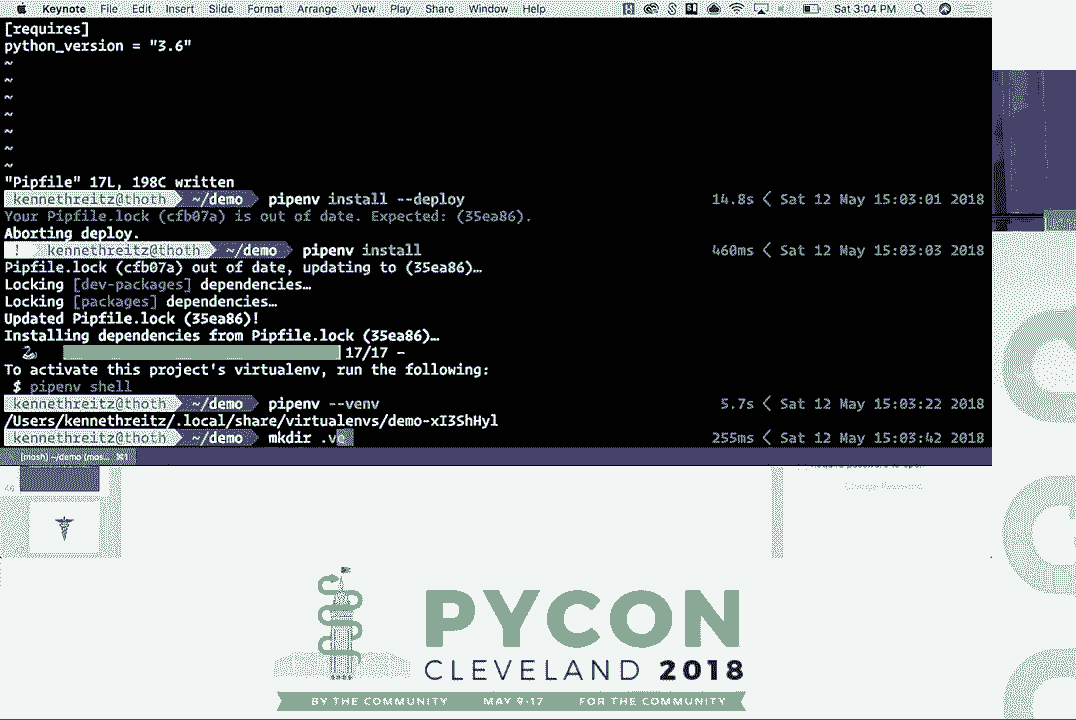 Keynote File Edit Insert Slide Format Arrange View Play Share Window Help Sat 3:04 PM
[requires]
python_version = "3.6"
~
~
~
~
~
~
~
"Pipfile" 17L, 198C written
kennethreitz@thoth ~/demo pipenv install --deploy 14.8s < Sat 12 May 15:03:01 2018
Your Pipfile.lock (cfb07a) is out of date. Expected: (35ea86).
Aborting deploy.
! kennethreitz@thoth ~/demo pipenv install 460ms < Sat 12 May 15:03:03 2018
Pipfile.lock (cfb07a) out of date, updating to (35ea86)…
Locking [dev-packages] dependencies…
Locking [packages] dependencies…
Updated Pipfile.lock (35ea86)!
Installing dependencies from Pipfile.lock (35ea86)…
17/17 –
To activate this project's virtualenv, run the following:
$ pipenv shell
kennethreitz@thoth ~/demo pipenv --venv 5.7s < Sat 12 May 15:03:22 2018
/Users/kennethreitz/.local/share/virtualenvs/demo-xI3ShHyl
kennethreitz@thoth ~/demo mkdir .ve 255ms < Sat 12 May 15:03:42 2018
[mosh] ~/demo (mos... ⌘1
Change Password
PYCON
CLEVELAND 2018
BY THE COMMUNITY MAY 9-17 FOR THE COMMUNITY